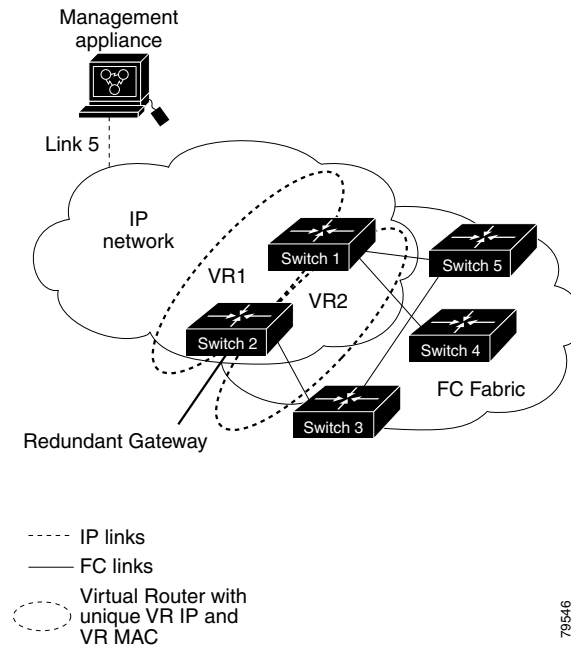 Management
appliance
Link 5
IP
network
Switch 1
Switch 5
VR1
VR2
Switch 2
Switch 4
FC Fabric
Switch 3
Redundant Gateway
IP links
FC links
Virtual Router with
unique VR IP and
VR MAC
79546